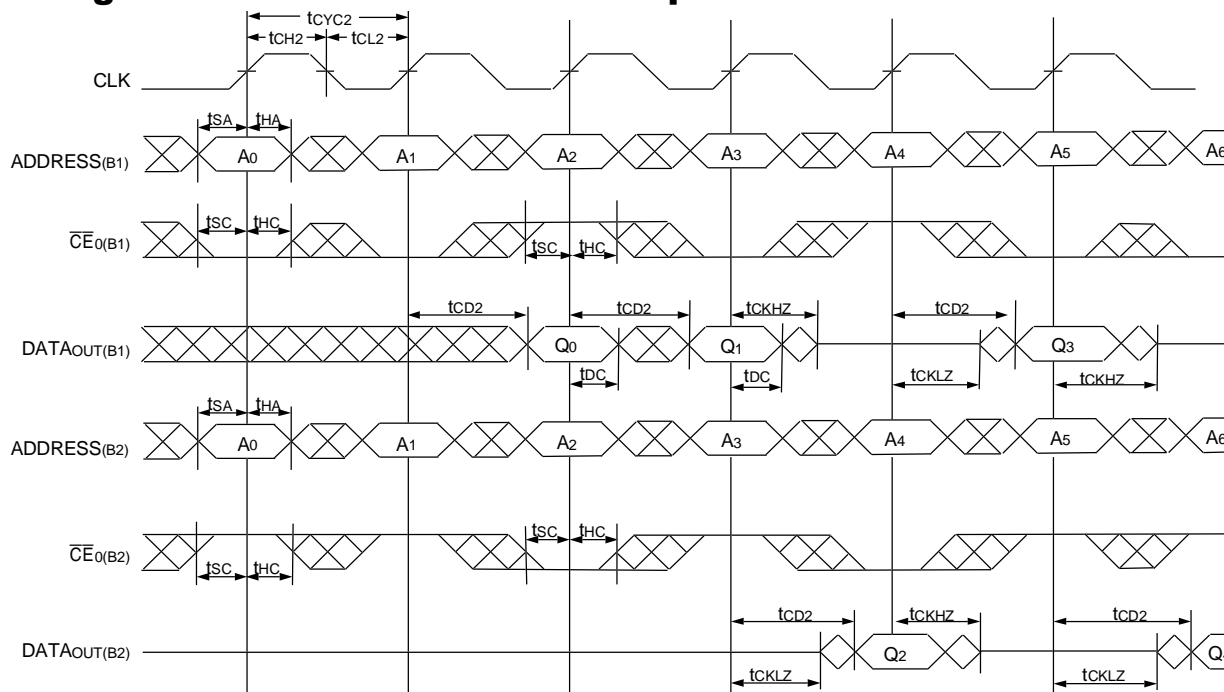 tCYC2
tCH2 tCL2
CLK
tSA tHA
ADDRESS(B1) A0 A1 A2 A3 A4 A5 A6
tSC tHC tSC tHC
CE0(B1)
tCD2 tCD2 tCKHZ tCD2
DATAOUT(B1) Q0 Q1 Q3
tDC tDC tCKLZ tCKHZ
tSA tHA
ADDRESS(B2) A0 A1 A2 A3 A4 A5 A6
tSC tHC
CE0(B2)
tSC tHC
tCD2 tCKHZ tCD2
DATAOUT(B2) Q2
tCKLZ tCKLZ